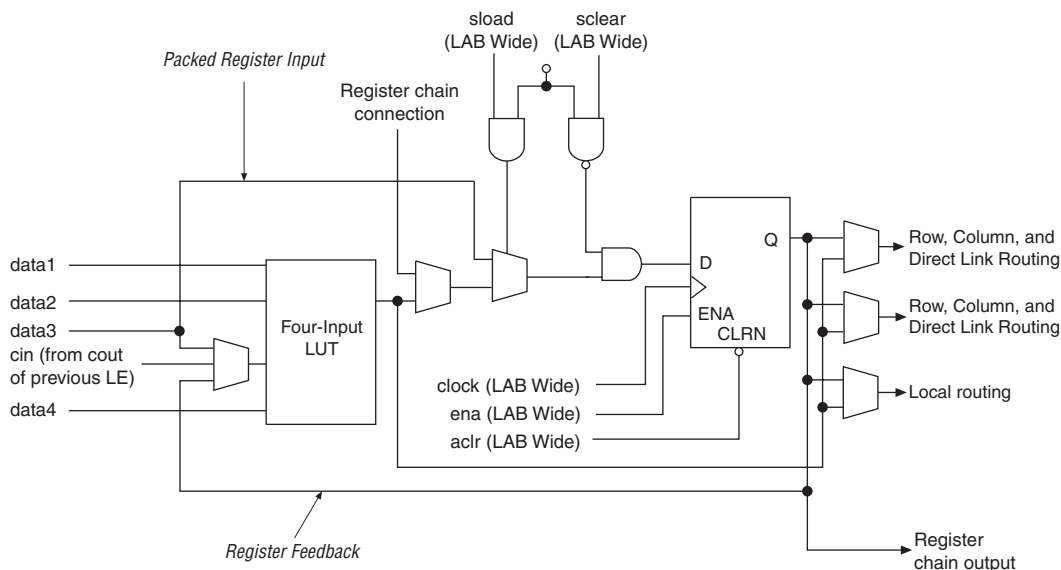 sload
(LAB Wide)
sclear
(LAB Wide)
Packed Register Input
Register chain
connection
data1
data2
data3
cin (from cout
of previous LE)
data4
Four-Input
LUT
Q
D
ENA
CLRN
clock (LAB Wide)
ena (LAB Wide)
aclr (LAB Wide)
Row, Column, and
Direct Link Routing
Row, Column, and
Direct Link Routing
Local routing
Register Feedback
Register
chain output